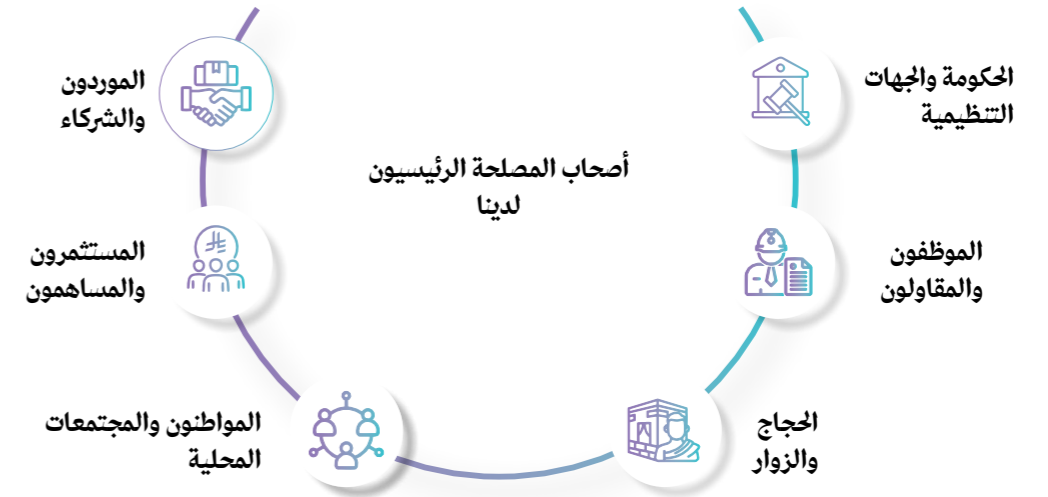 أصحاب المصلحة الرئيسيون
لدينا
الحكومة والجهات
التنظيمية
الموظفون
والمقاولون
الحجاج
والزوار
المواطنون والمجتمعات
المحلية
المستثمرون
والمساهمون
الموردون
والشركاء